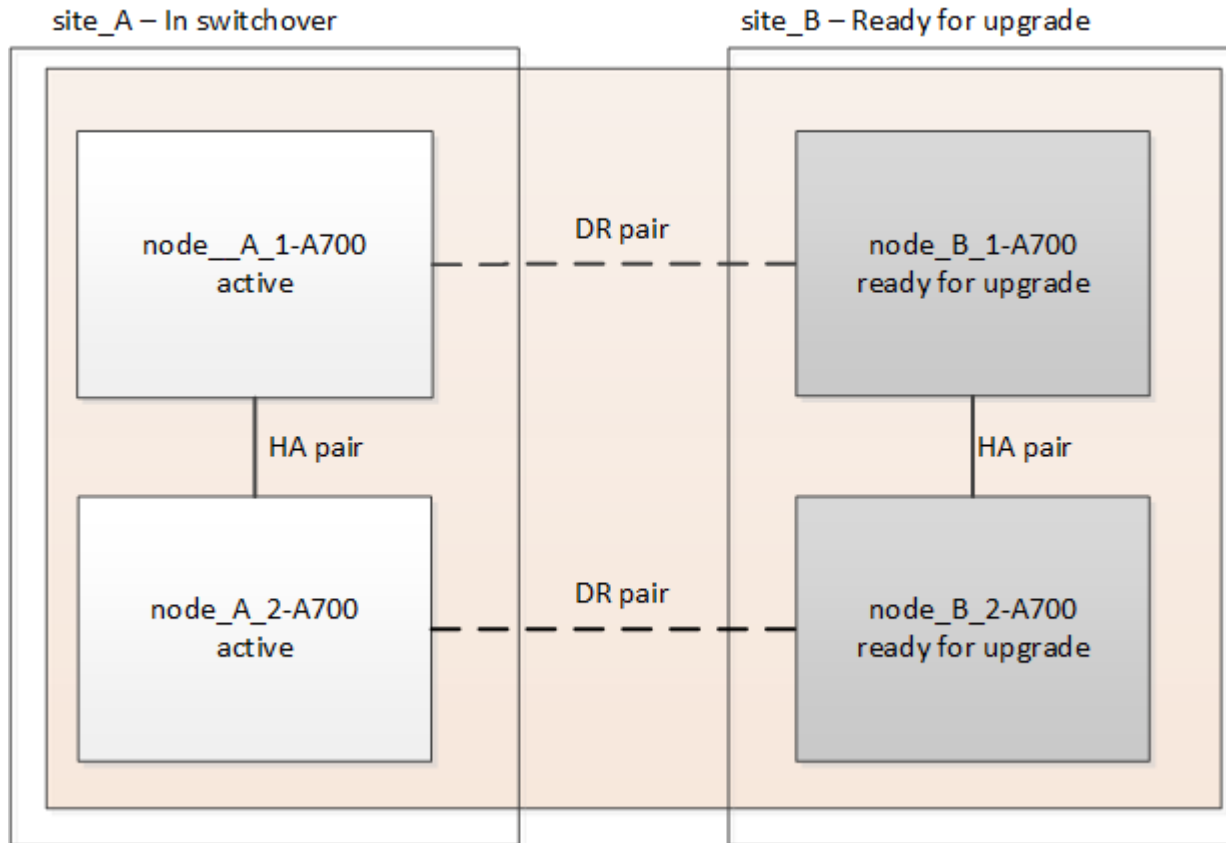 site_A – In switchover
site_B – Ready for upgrade
node__A_1-A700
active
DR pair
node_B_1-A700
ready for upgrade
HA pair
HA pair
node_A_2-A700
active
DR pair
node_B_2-A700
ready for upgrade